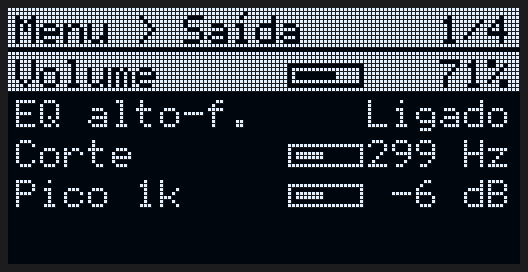 Menu > Saída 1/4
Volume 71%
EQ alto-f. Ligado
Corte 299 Hz
Pico 1k -6 dB